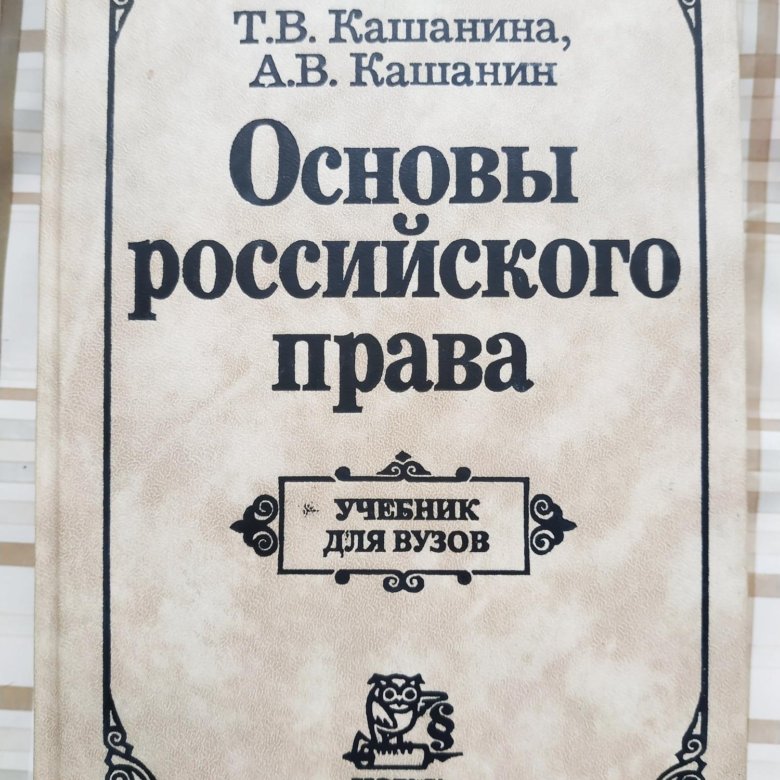 Т.В. Кашанина,
А.В. Кашанин
Основы
российского
права
УЧЕБНИК
ДЛЯ ВУЗОВ
§